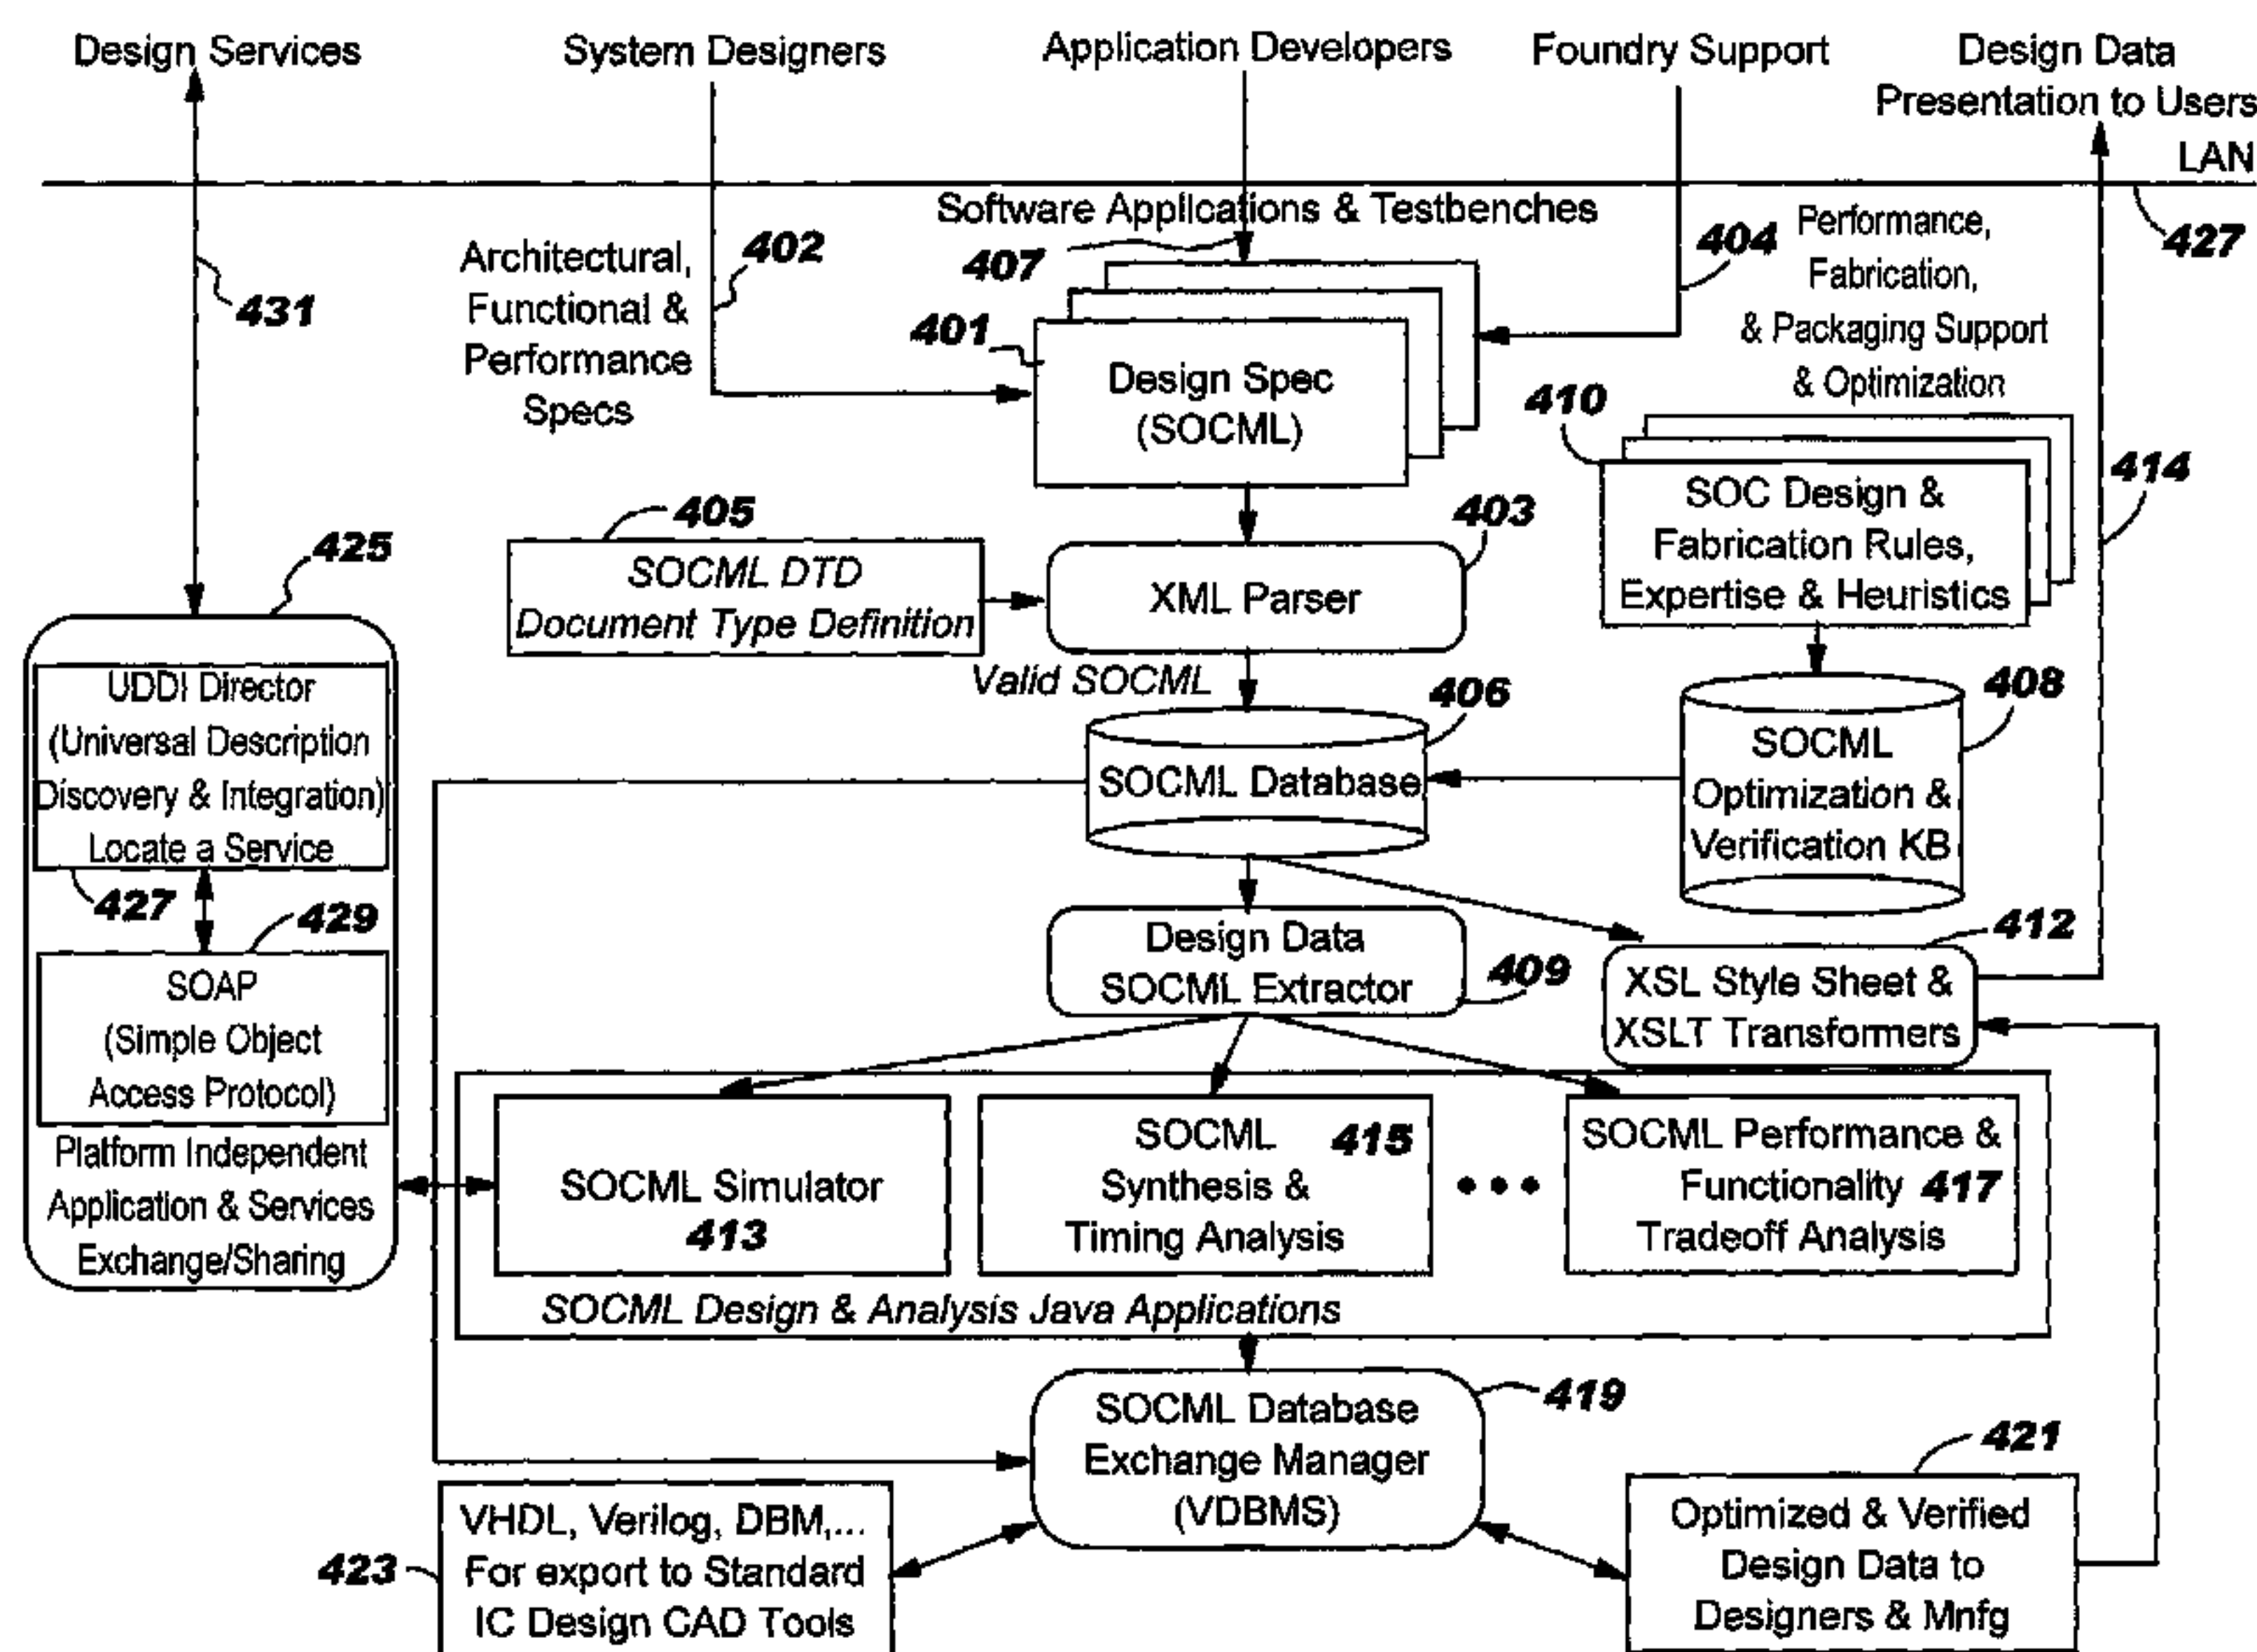 Design Services
System Designers
Application Developers
Foundry Support
Design Data
Presentation to Users
LAN
427
431
Architectural,
Functional &
Performance
Specs
402
Software Applications & Testbenches
407
401
Design Spec
(SOCML)
404
Performance,
Fabrication,
& Packaging Support
& Optimization
410
SOC Design &
Fabrication Rules,
Expertise & Heuristics
414
405
SOCML DTD
Document Type Definition
403
XML Parser
Valid SOCML
406
SOCML Database
408
SOCML
Optimization &
Verification KB
425
UDDI Director
(Universal Description
Discovery & Integration)
Locate a Service
427
429
SOAP
(Simple Object
Access Protocol)
Platform Independent
Application & Services
Exchange/Sharing
Design Data
SOCML Extractor
409
412
XSL Style Sheet &
XSLT Transformers
SOCML Simulator
413
SOCML 415
Synthesis &
Timing Analysis
SOCML Performance &
Functionality 417
Tradeoff Analysis
SOCML Design & Analysis Java Applications
SOCML Database
Exchange Manager
(VDBMS)
419
423
VHDL, Verilog, DBM,...
For export to Standard
IC Design CAD Tools
421
Optimized & Verified
Design Data to
Designers & Mnfg